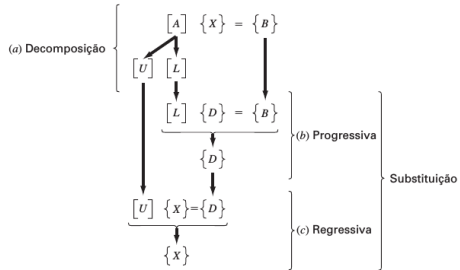 [A] {X} = {B}
(a) Decomposição
[U] [L]
[L] {D} = {B}
(b) Progressiva
{D}
Substituição
[U] {X}={D}
(c) Regressiva
{X}